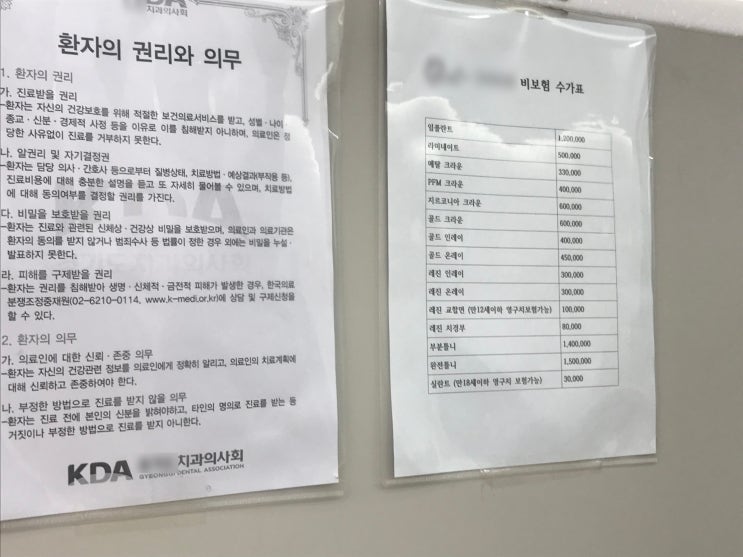 KDA
치과의사회
환자의 권리와 의무
1. 환자의 권리
가. 진료받을 권리
-환자는 자신의 건강보호를 위해 적절한 보건의료서비스를 받고, 성별·나이·
종교·신분·경제적 사정 등을 이유로 이를 침해받지 아니하며, 의료인은 정
당한 사유없이 진료를 거부하지 못한다.
나. 알권리 및 자기결정권
-환자는 담당 의사·간호사 등으로부터 질병상태, 치료방법·예상결과(부작용 등),
진료비용에 대해 충분한 설명을 듣고 또 자세히 물어볼 수 있으며, 치료방법
에 대해 동의여부를 결정할 권리를 가진다.
다. 비밀을 보호받을 권리
-환자는 진료와 관련된 신체상·건강상 비밀을 보호받으며, 의료인과 의료기관은
환자의 동의를 받지 않거나 범죄수사 등 법률이 정한 경우 외에는 비밀을 누설·
발표하지 못한다.
라. 피해를 구제받을 권리
-환자는 권리를 침해받아 생명·신체적·금전적 피해가 발생한 경우, 한국의료
분쟁조정중재원(02-6210-0114, www.k-medi.or.kr)에 상담 및 구제신청을
할 수 있다.
2. 환자의 의무
가. 의료인에 대한 신뢰·존중 의무
-환자는 자신의 건강관련 정보를 의료인에게 정확히 알리고, 의료인의 치료계획에
대해 신뢰하고 존중하여야 한다.
나. 부정한 방법으로 진료를 받지 않을 의무
-환자는 진료 전에 본인의 신분을 밝혀야하고, 타인의 명의로 진료를 받는 등
거짓이나 부정한 방법으로 진료를 받지 아니한다.
KDA 치과의사회
DENTAL ASSOCIATION
비보험 수가표
임플란트 1,200,000
라미네이트 500,000
메탈 크라운 330,000
PFM 크라운 400,000
지르코니아 크라운 600,000
골드 크라운 600,000
골드 인레이 400,000
골드 온레이 450,000
레진 인레이 300,000
레진 온레이 300,000
레진 교합면 (만12세이하 영구치보험가능) 100,000
레진 치경부 80,000
부분틀니 1,400,000
완전틀니 1,500,000
실란트 (만18세이하 영구치 보험가능) 30,000